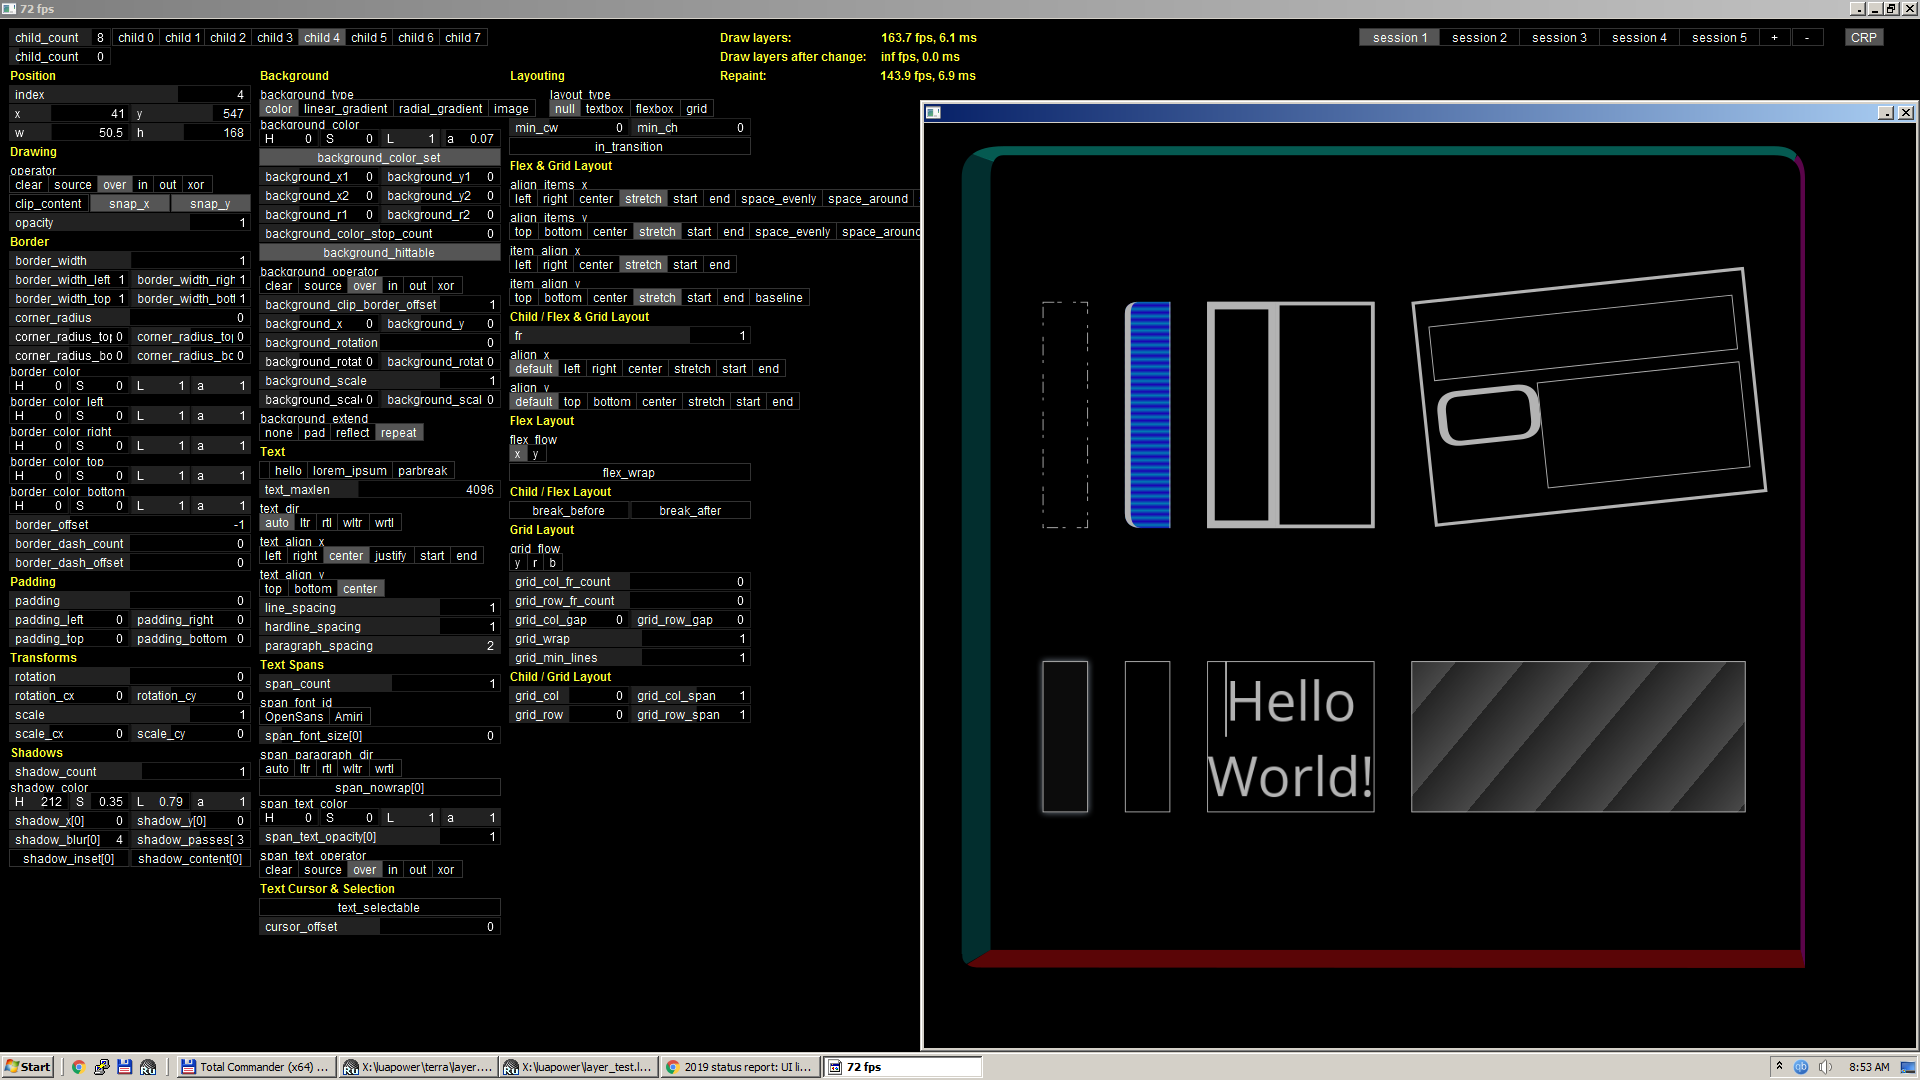 72 fps
child_count 8 child 0 child 1 child 2 child 3 child 4 child 5 child 6 child 7
child_count 0
Draw layers: 163.7 fps, 6.1 ms
Draw layers after change: inf fps, 0.0 ms
Repaint: 143.9 fps, 6.9 ms
session 1 session 2 session 3 session 4 session 5 + - CRP
Position
index 4
x 41 y 547
w 50.5 h 168
Drawing
operator
clear source over in out xor
clip_content snap_x snap_y
opacity 1
Border
border_width 1
border_width_left 1 border_width_righ 1
border_width_top 1 border_width_bott 1
corner_radius 0
corner_radius_to 0 corner_radius_top 0
corner_radius_bo 0 corner_radius_bo 0
border_color
H 0 S 0 L 1 a 1
border_color_left
H 0 S 0 L 1 a 1
border_color_right
H 0 S 0 L 1 a 1
border_color_top
H 0 S 0 L 1 a 1
border_color_bottom
H 0 S 0 L 1 a 1
border_offset -1
border_dash_count 0
border_dash_offset 0
Padding
padding 0
padding_left 0 padding_right 0
padding_top 0 padding_bottom 0
Transforms
rotation 0
rotation_cx 0 rotation_cy 0
scale 1
scale_cx 0 scale_cy 0
Shadows
shadow_count 1
shadow_color
H 212 S 0.35 L 0.79 a 1
shadow_x[0] 0 shadow_y[0] 0
shadow_blur[0] 4 shadow_passes[ 3
shadow_inset[0] shadow_content[0]
Background
background_type
color linear_gradient radial_gradient image
background_color
H 0 S 0 L 1 a 0.07
background_color_set
background_x1 0 background_y1 0
background_x2 0 background_y2 0
background_r1 0 background_r2 0
background_color_stop_count 0
background_hittable
background_operator
clear source over in out xor
background_clip_border_offset 1
background_x 0 background_y 0
background_rotation 0
background_rotat 0 background_rotat 0
background_scale 1
background_scal 0 background_scal 0
background_extend
none pad reflect repeat
Text
hello lorem_ipsum parbreak
text_maxlen 4096
text_dir
auto ltr rtl wltr wrtl
text_align_x
left right center justify start end
text_align_y
top bottom center
line_spacing 1
hardline_spacing 1
paragraph_spacing 2
Text Spans
span_count 1
span_font_id
OpenSans Amiri
span_font_size[0] 0
span_paragraph_dir
auto ltr rtl wltr wrtl
span_nowrap[0]
span_text_color
H 0 S 0 L 1 a 1
span_text_opacity[0] 1
span_text_operator
clear source over in out xor
Text Cursor & Selection
text_selectable
cursor_offset 0
Layouting
layout_type
null textbox flexbox grid
min_cw 0 min_ch 0
in_transition
Flex & Grid Layout
align_items_x
left right center stretch start end space_evenly space_around
align_items_y
top bottom center stretch start end space_evenly space_around
item_align_x
left right center stretch start end
item_align_y
top bottom center stretch start end baseline
Child / Flex & Grid Layout
fr 1
align_x
default left right center stretch start end
align_y
default top bottom center stretch start end
Flex Layout
flex_flow
x y
flex_wrap
Child / Flex Layout
break_before break_after
Grid Layout
grid_flow
y r b
grid_col_fr_count 0
grid_row_fr_count 0
grid_col_gap 0 grid_row_gap 0
grid_wrap 1
grid_min_lines 1
Child / Grid Layout
grid_col 0 grid_col_span 1
grid_row 0 grid_row_span 1
Hello
World!
Start Total Commander (x64) ... X:\luapower\terra\layer.... X:\luapower\layer_test.l... 2019 status report: UI li... 72 fps 8:53 AM